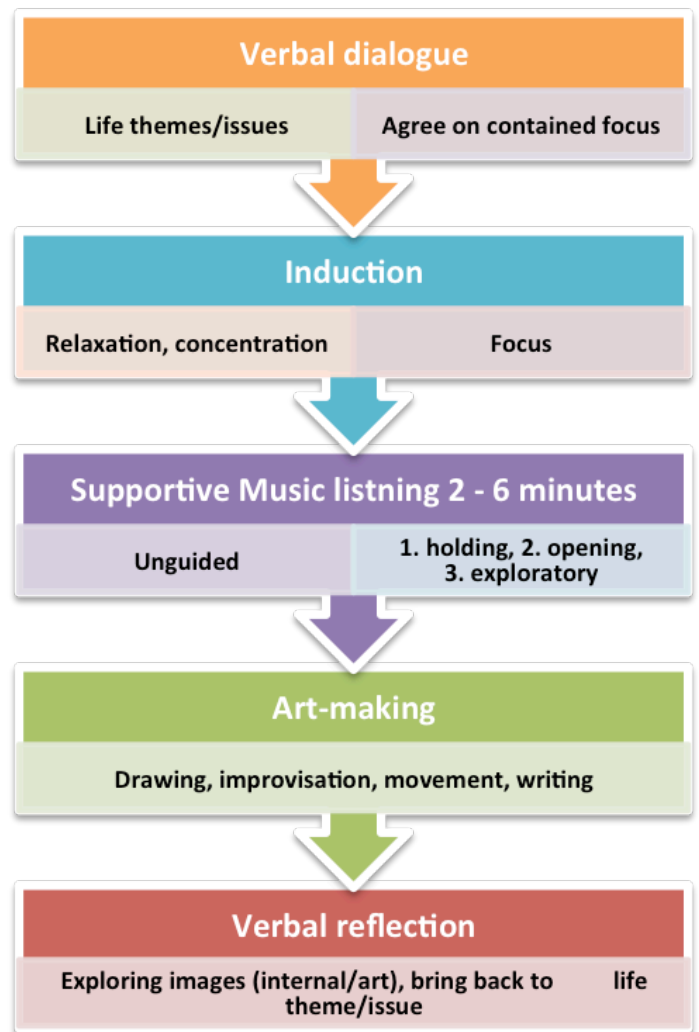 Verbal dialogue
Life themes/issues
Agree on contained focus
Induction
Relaxation, concentration
Focus
Supportive Music listning 2 - 6 minutes
Unguided
1. holding, 2. opening,
3. exploratory
Art-making
Drawing, improvisation, movement, writing
Verbal reflection
Exploring images (internal/art), bring back to life
theme/issue